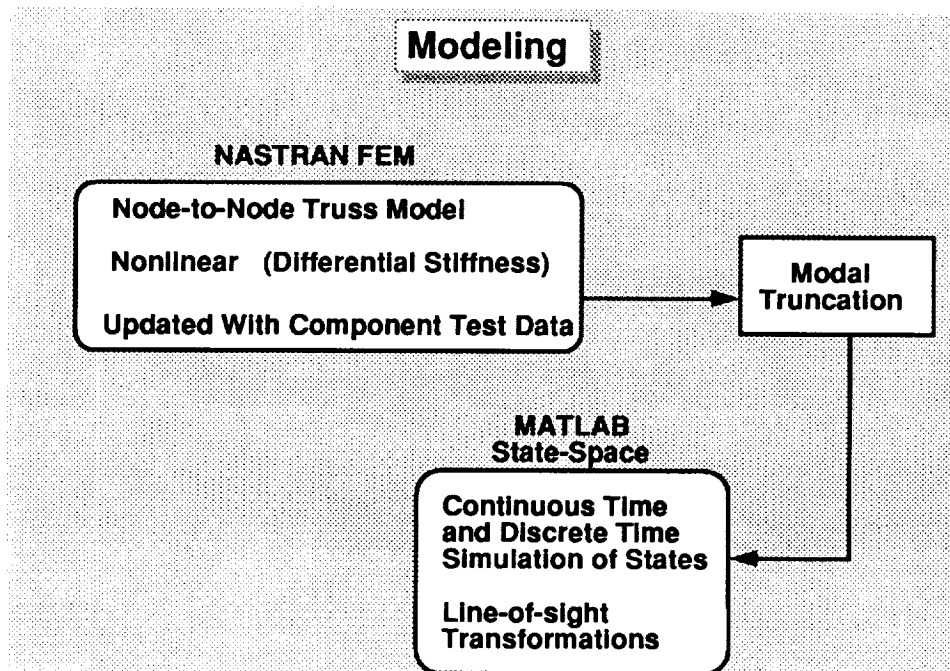 Modeling
NASTRAN FEM
Node-to-Node Truss Model
Nonlinear (Differential Stiffness)
Updated With Component Test Data
Modal
Truncation
MATLAB
State-Space
Continuous Time
and Discrete Time
Simulation of States
Line-of-sight
Transformations